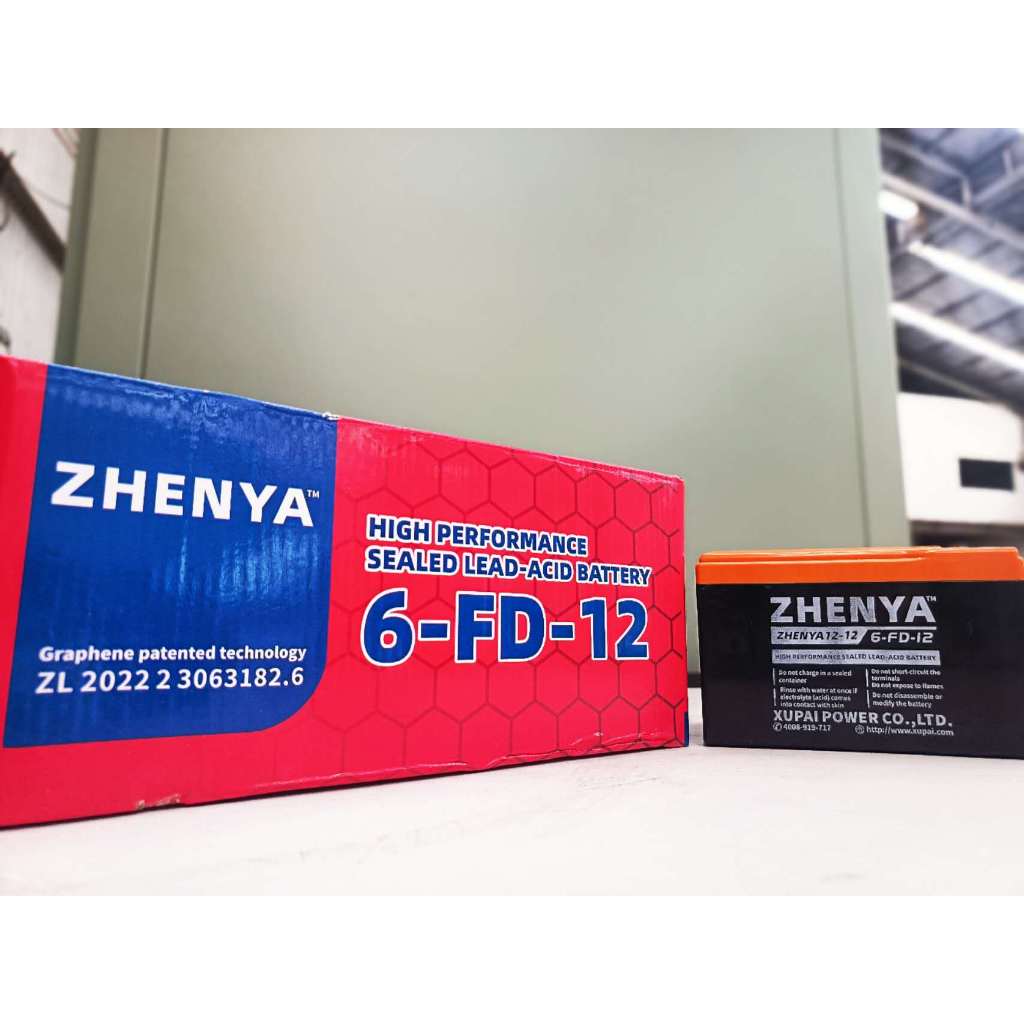 ZHENYA™
Graphene patented technology
ZL 2022 2 3063182.6
HIGH PERFORMANCE
SEALED LEAD-ACID BATTERY
6-FD-12
ZHENYA™
ZHENYA12-12 6-FD-12
HIGH PERFORMANCE SEALED LEAD-ACID BATTERY
Do not charge in a sealed
container
Rinse with water at once if
electrolyte (acid) comes
into contact with skin
Do not short-circuit the
terminals
Do not expose to flames
Do not disassemble or
modify the battery
XUPAI POWER CO.,LTD.
4008-919-717 http://www.xupai.com